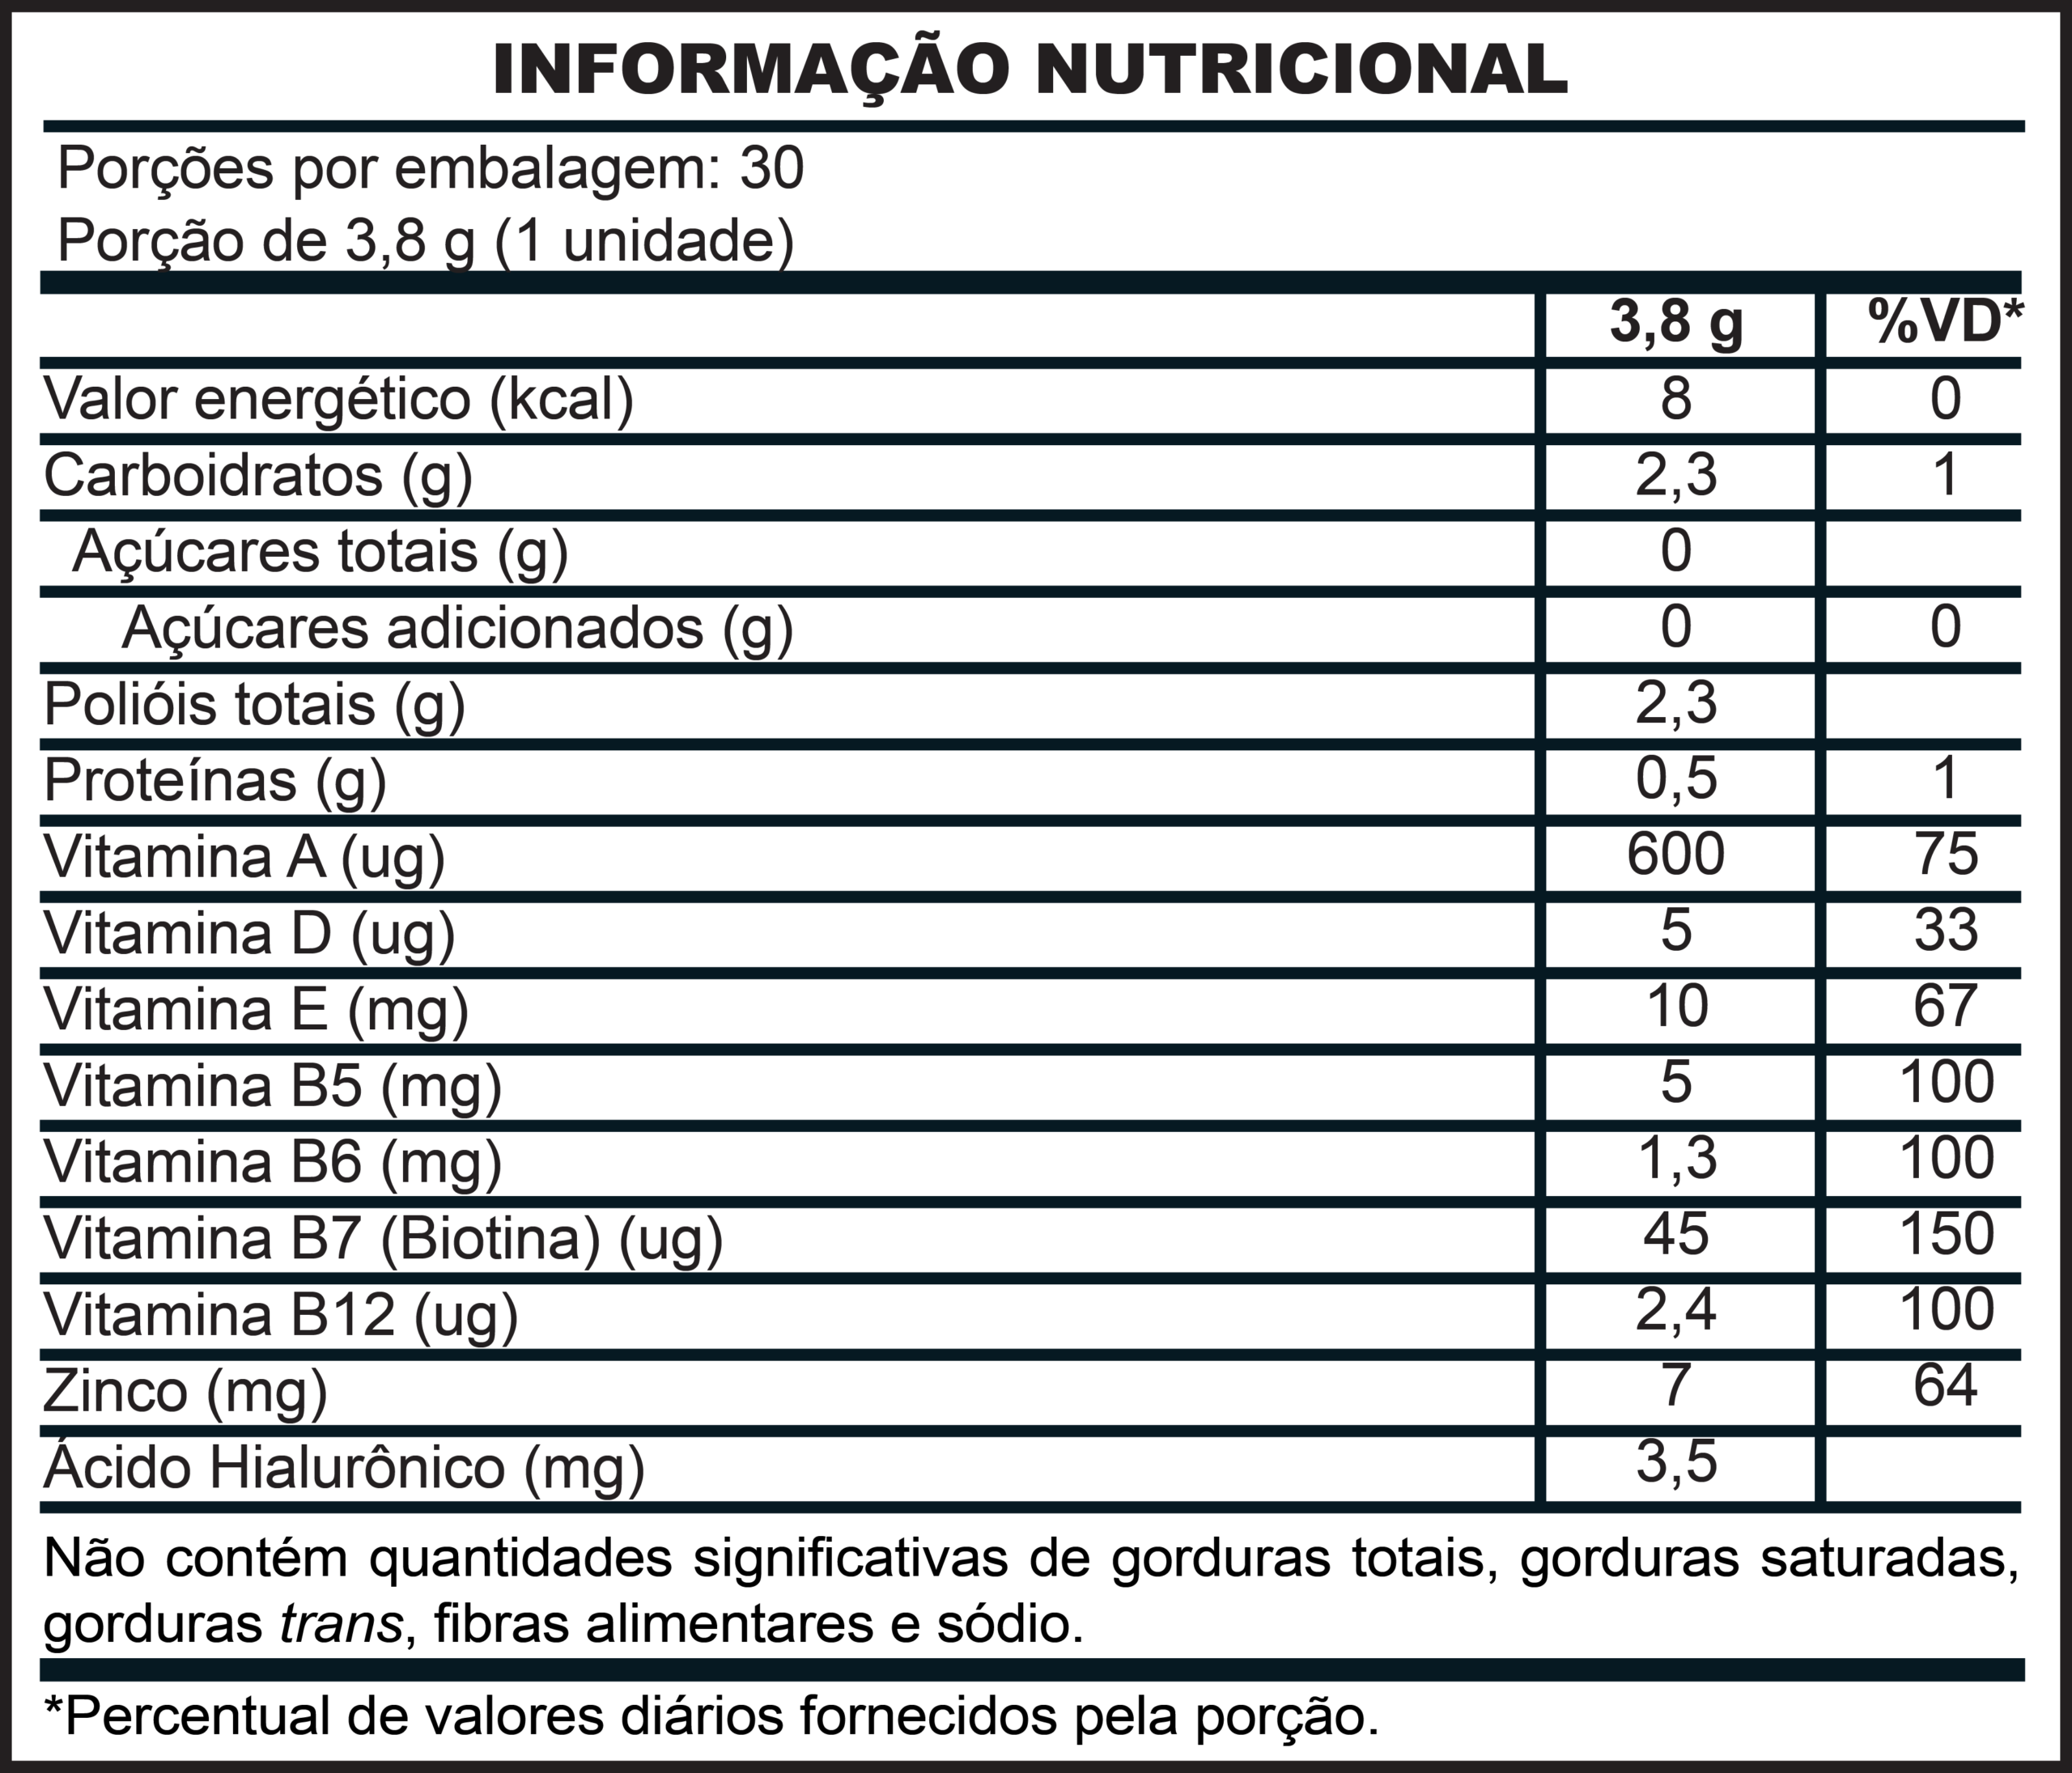 INFORMAÇÃO NUTRICIONAL
Porções por embalagem: 30
Porção de 3,8 g (1 unidade)
3,8 g %VD*
Valor energético (kcal) 8 0
Carboidratos (g) 2,3 1
Açúcares totais (g) 0
Açúcares adicionados (g) 0 0
Polióis totais (g) 2,3
Proteínas (g) 0,5 1
Vitamina A (ug) 600 75
Vitamina D (ug) 5 33
Vitamina E (mg) 10 67
Vitamina B5 (mg) 5 100
Vitamina B6 (mg) 1,3 100
Vitamina B7 (Biotina) (ug) 45 150
Vitamina B12 (ug) 2,4 100
Zinco (mg) 7 64
Ácido Hialurônico (mg) 3,5
Não contém quantidades significativas de gorduras totais, gorduras saturadas,
gorduras trans, fibras alimentares e sódio.
*Percentual de valores diários fornecidos pela porção.